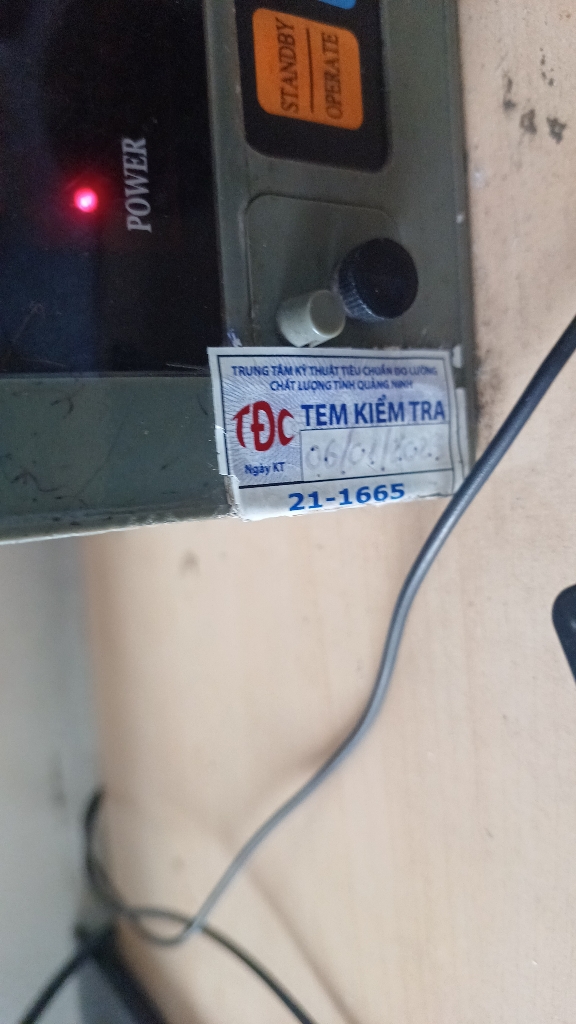 STANDBY
OPERATE
POWER
TRUNG TÂM KỸ THUẬT TIÊU CHUẨN ĐO LƯỜNG
CHẤT LƯỢNG TỈNH QUẢNG NINH
TĐC TEM KIỂM TRA
Ngày KT
21-1665